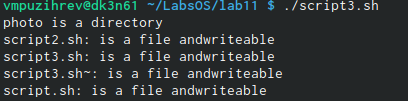 vmpuzihrev@dk3n61 ~/LabsOS/lab11 $ ./script3.sh
photo is a directory
script2.sh: is a file andwriteable
script3.sh: is a file andwriteable
script3.sh~: is a file andwriteable
script.sh: is a file andwriteable